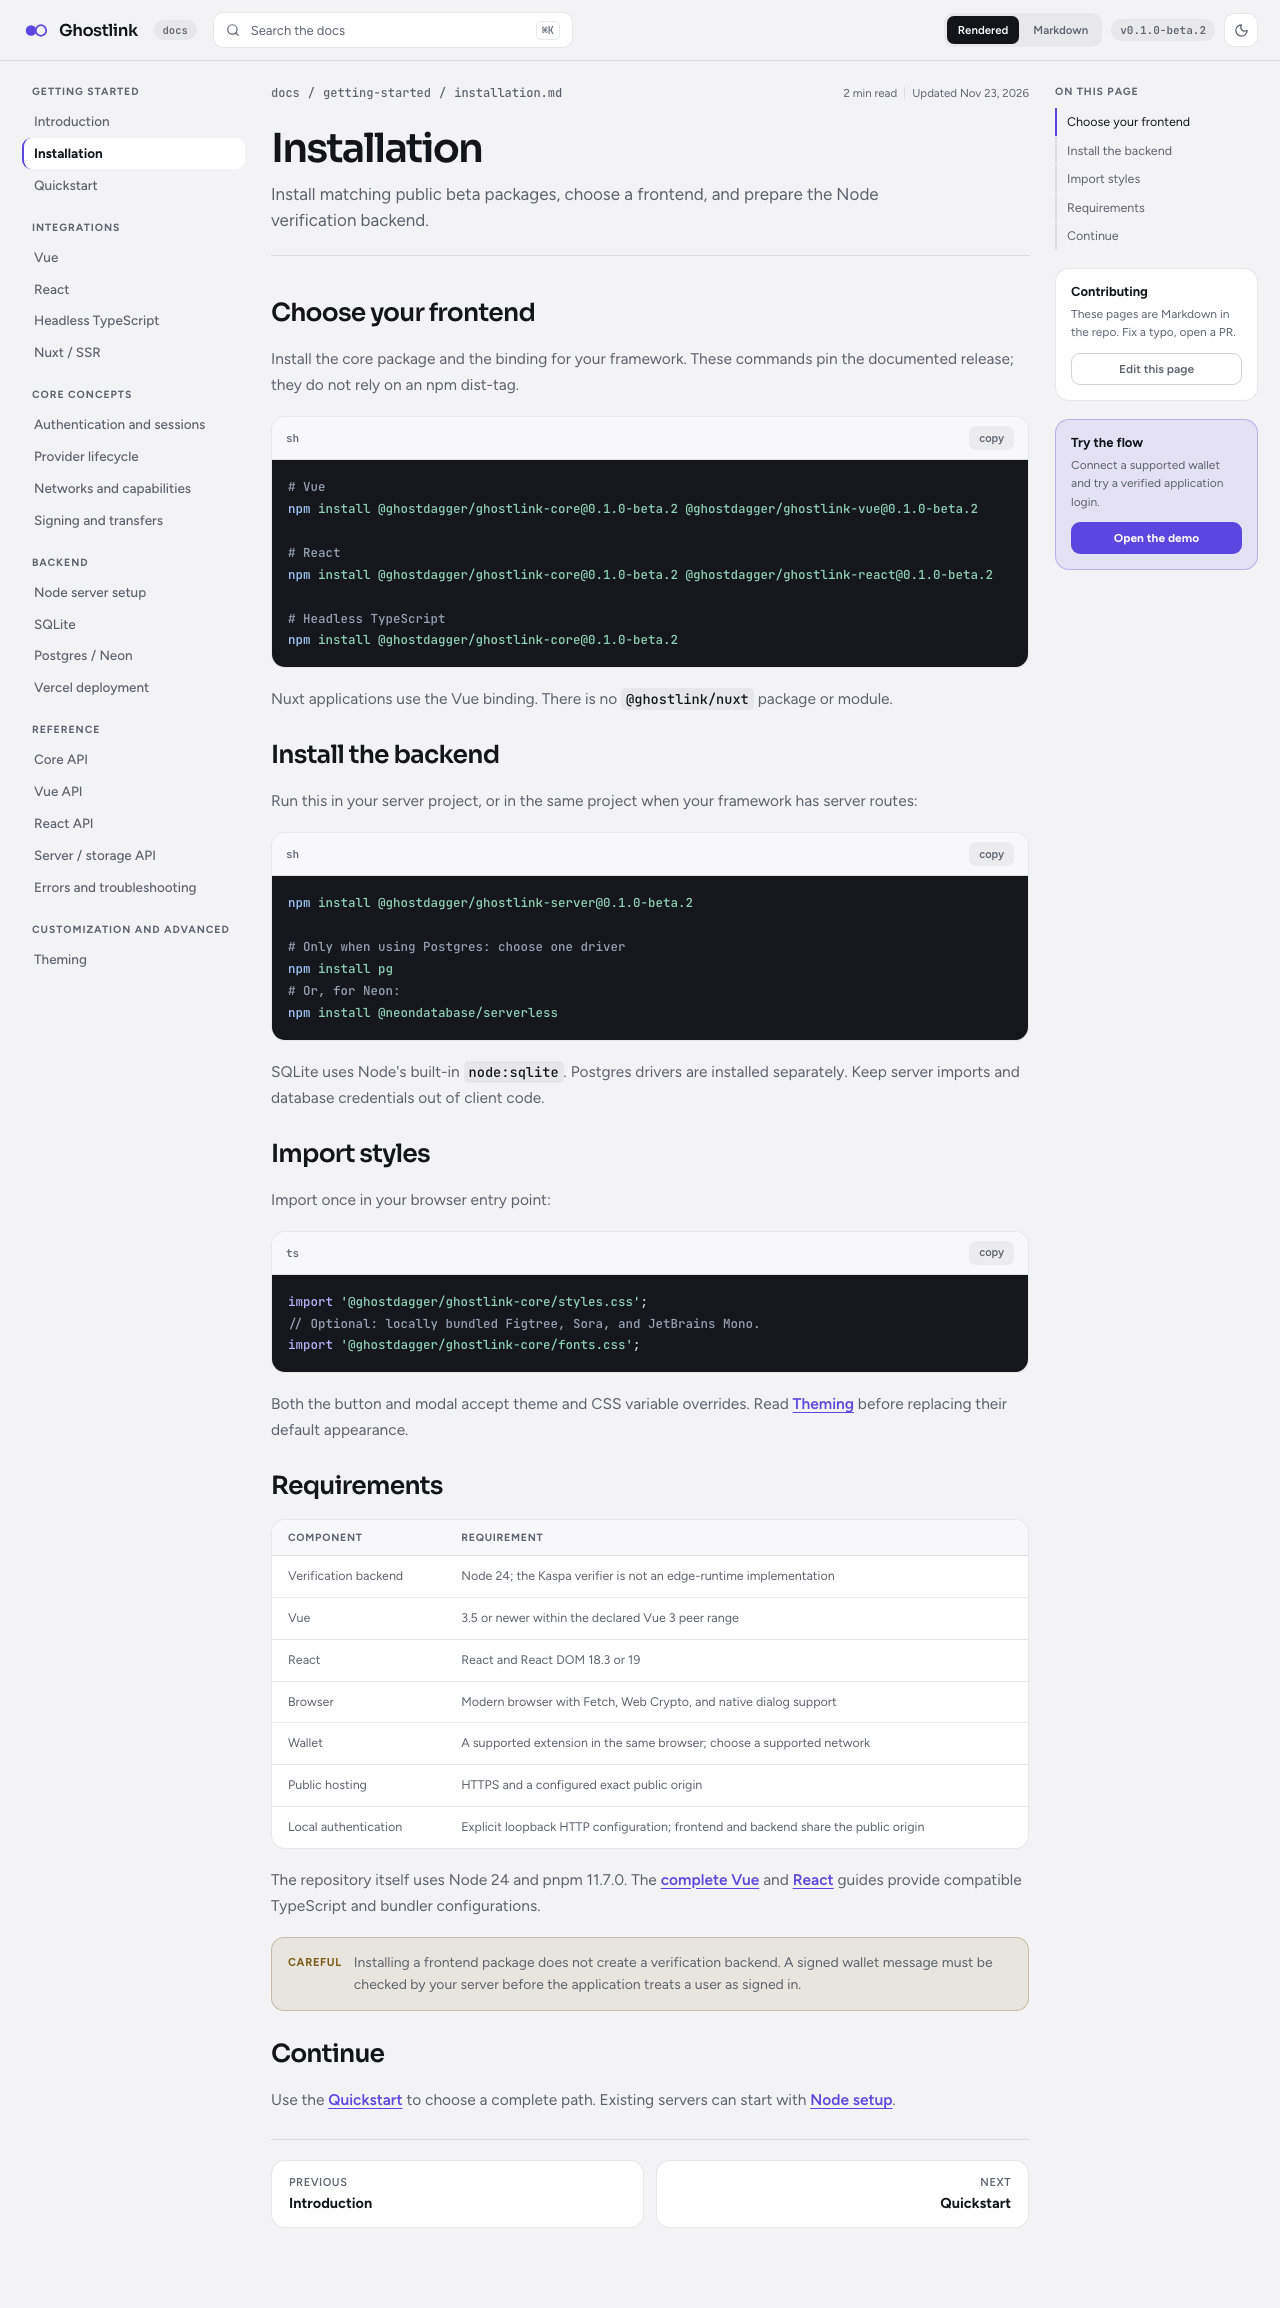 Ghostlink docs Search the docs ⌘K Rendered Markdown v0.1.0-beta.2
GETTING STARTED
Introduction
Installation
Quickstart
INTEGRATIONS
Vue
React
Headless TypeScript
Nuxt / SSR
CORE CONCEPTS
Authentication and sessions
Provider lifecycle
Networks and capabilities
Signing and transfers
BACKEND
Node server setup
SQLite
Postgres / Neon
Vercel deployment
REFERENCE
Core API
Vue API
React API
Server / storage API
Errors and troubleshooting
CUSTOMIZATION AND ADVANCED
Theming
docs / getting-started / installation.md
2 min read Updated Nov 23, 2026
Installation
Install matching public beta packages, choose a frontend, and prepare the Node
verification backend.
Choose your frontend
Install the core package and the binding for your framework. These commands pin the documented release;
they do not rely on an npm dist-tag.
sh copy
# Vue
npm install @ghostdagger/ghostlink-core@0.1.0-beta.2 @ghostdagger/ghostlink-vue@0.1.0-beta.2
# React
npm install @ghostdagger/ghostlink-core@0.1.0-beta.2 @ghostdagger/ghostlink-react@0.1.0-beta.2
# Headless TypeScript
npm install @ghostdagger/ghostlink-core@0.1.0-beta.2
Nuxt applications use the Vue binding. There is no @ghostlink/nuxt package or module.
Install the backend
Run this in your server project, or in the same project when your framework has server routes:
sh copy
npm install @ghostdagger/ghostlink-server@0.1.0-beta.2
# Only when using Postgres: choose one driver
npm install pg
# Or, for Neon:
npm install @neondatabase/serverless
SQLite uses Node's built-in node:sqlite. Postgres drivers are installed separately. Keep server imports and
database credentials out of client code.
Import styles
Import once in your browser entry point:
ts copy
import '@ghostdagger/ghostlink-core/styles.css';
// Optional: locally bundled Figtree, Sora, and JetBrains Mono.
import '@ghostdagger/ghostlink-core/fonts.css';
Both the button and modal accept theme and CSS variable overrides. Read Theming before replacing their
default appearance.
Requirements
COMPONENT REQUIREMENT
Verification backend Node 24; the Kaspa verifier is not an edge-runtime implementation
Vue 3.5 or newer within the declared Vue 3 peer range
React React and React DOM 18.3 or 19
Browser Modern browser with Fetch, Web Crypto, and native dialog support
Wallet A supported extension in the same browser; choose a supported network
Public hosting HTTPS and a configured exact public origin
Local authentication Explicit loopback HTTP configuration; frontend and backend share the public origin
The repository itself uses Node 24 and pnpm 11.7.0. The complete Vue and React guides provide compatible
TypeScript and bundler configurations.
CAREFUL Installing a frontend package does not create a verification backend. A signed wallet message must be
checked by your server before the application treats a user as signed in.
Continue
Use the Quickstart to choose a complete path. Existing servers can start with Node setup.
PREVIOUS
Introduction
NEXT
Quickstart
ON THIS PAGE
Choose your frontend
Install the backend
Import styles
Requirements
Continue
Contributing
These pages are Markdown in
the repo. Fix a typo, open a PR.
Edit this page
Try the flow
Connect a supported wallet
and try a verified application
login.
Open the demo